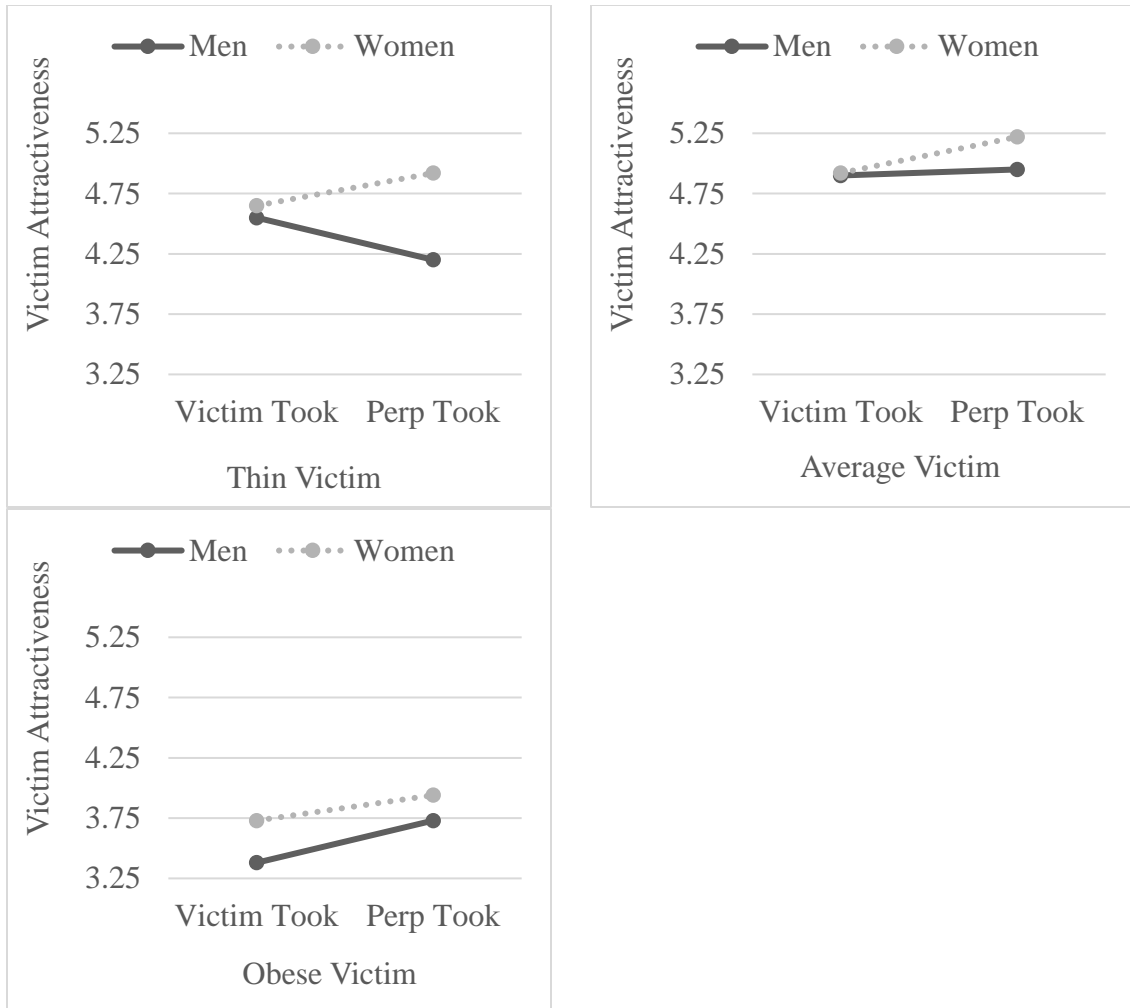 Men Women
Victim Attractiveness
5.25
4.75
4.25
3.75
3.25
Victim Took Perp Took
Thin Victim
Men Women
Victim Attractiveness
5.25
4.75
4.25
3.75
3.25
Victim Took Perp Took
Average Victim
Men Women
Victim Attractiveness
5.25
4.75
4.25
3.75
3.25
Victim Took Perp Took
Obese Victim